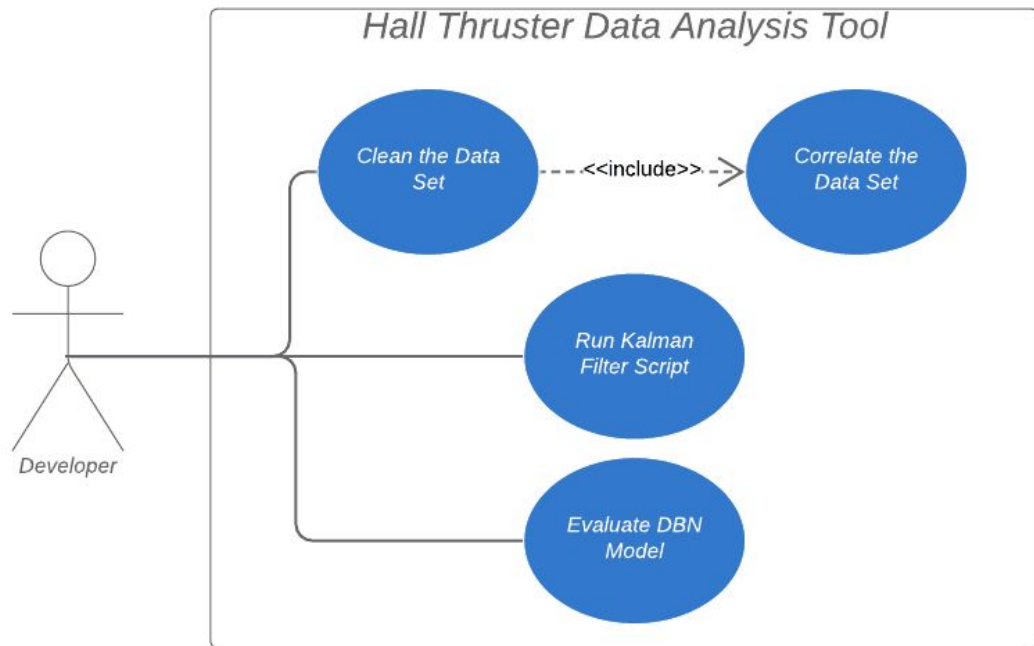 Hall Thruster Data Analysis Tool
Clean the Data
Set
<<include>>
Correlate the
Data Set
Run Kalman
Filter Script
Developer
Evaluate DBN
Model